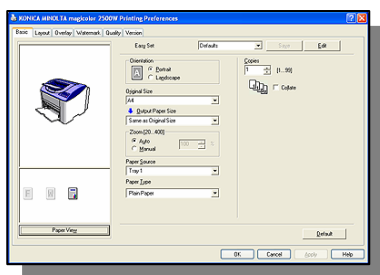 KONICA MINOLTA magicolor 2500W Printing Preferences
Basic Layout Overlay Watermark Quality Version
Easy Set Defaults Save Edit
Orientation
Portrait
Landscape
Original Size
A4
Output Paper Size
Same as Original Size
Zoom [20...400]
Auto
Manual
100 %
Paper Source
Tray1
Paper Type
Plain Paper
Copies
1 [1..99]
Collate
Paper View
Default
OK Cancel Apply Help